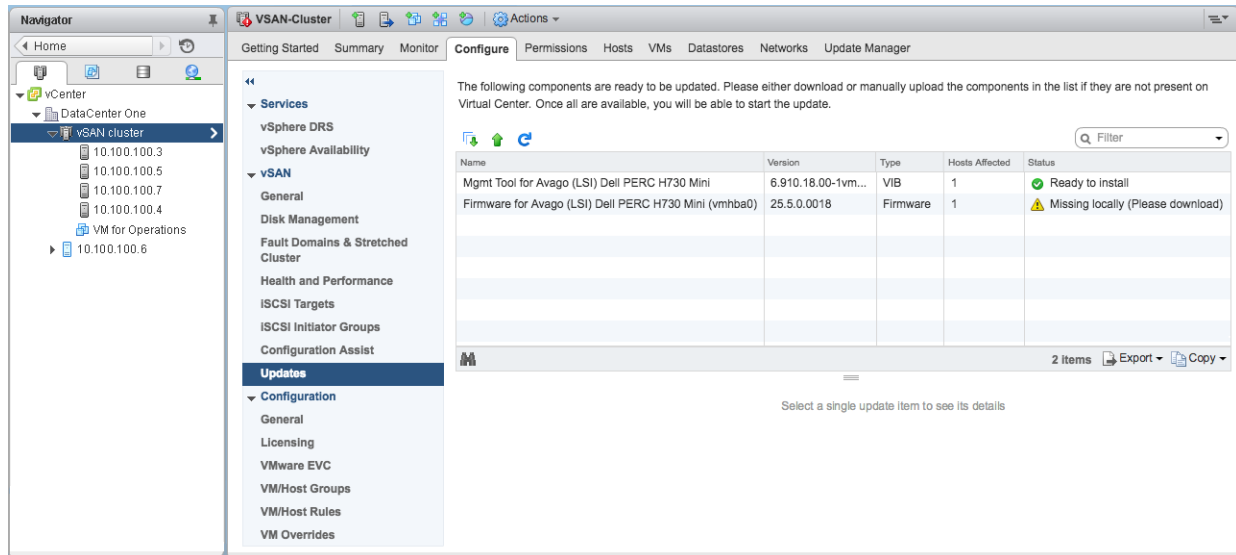 Navigator
Home
vCenter
DataCenter One
vSAN cluster
10.100.100.3
10.100.100.5
10.100.100.7
10.100.100.4
VM for Operations
10.100.100.6
VSAN-Cluster Actions
Getting Started Summary Monitor Configure Permissions Hosts VMs Datastores Networks Update Manager
Services
vSphere DRS
vSphere Availability
vSAN
General
Disk Management
Fault Domains & Stretched
Cluster
Health and Performance
iSCSI Targets
iSCSI Initiator Groups
Configuration Assist
Updates
Configuration
General
Licensing
VMware EVC
VM/Host Groups
VM/Host Rules
VM Overrides
The following components are ready to be updated. Please either download or manually upload the components in the list if they are not present on
Virtual Center. Once all are available, you will be able to start the update.
Filter
Name Version Type Hosts Affected Status
Mgmt Tool for Avago (LSI) Dell PERC H730 Mini 6.910.18.00-1vm... VIB 1 Ready to install
Firmware for Avago (LSI) Dell PERC H730 Mini (vmhba0) 25.5.0.0018 Firmware 1 Missing locally (Please download)
2 items Export Copy
Select a single update item to see its details